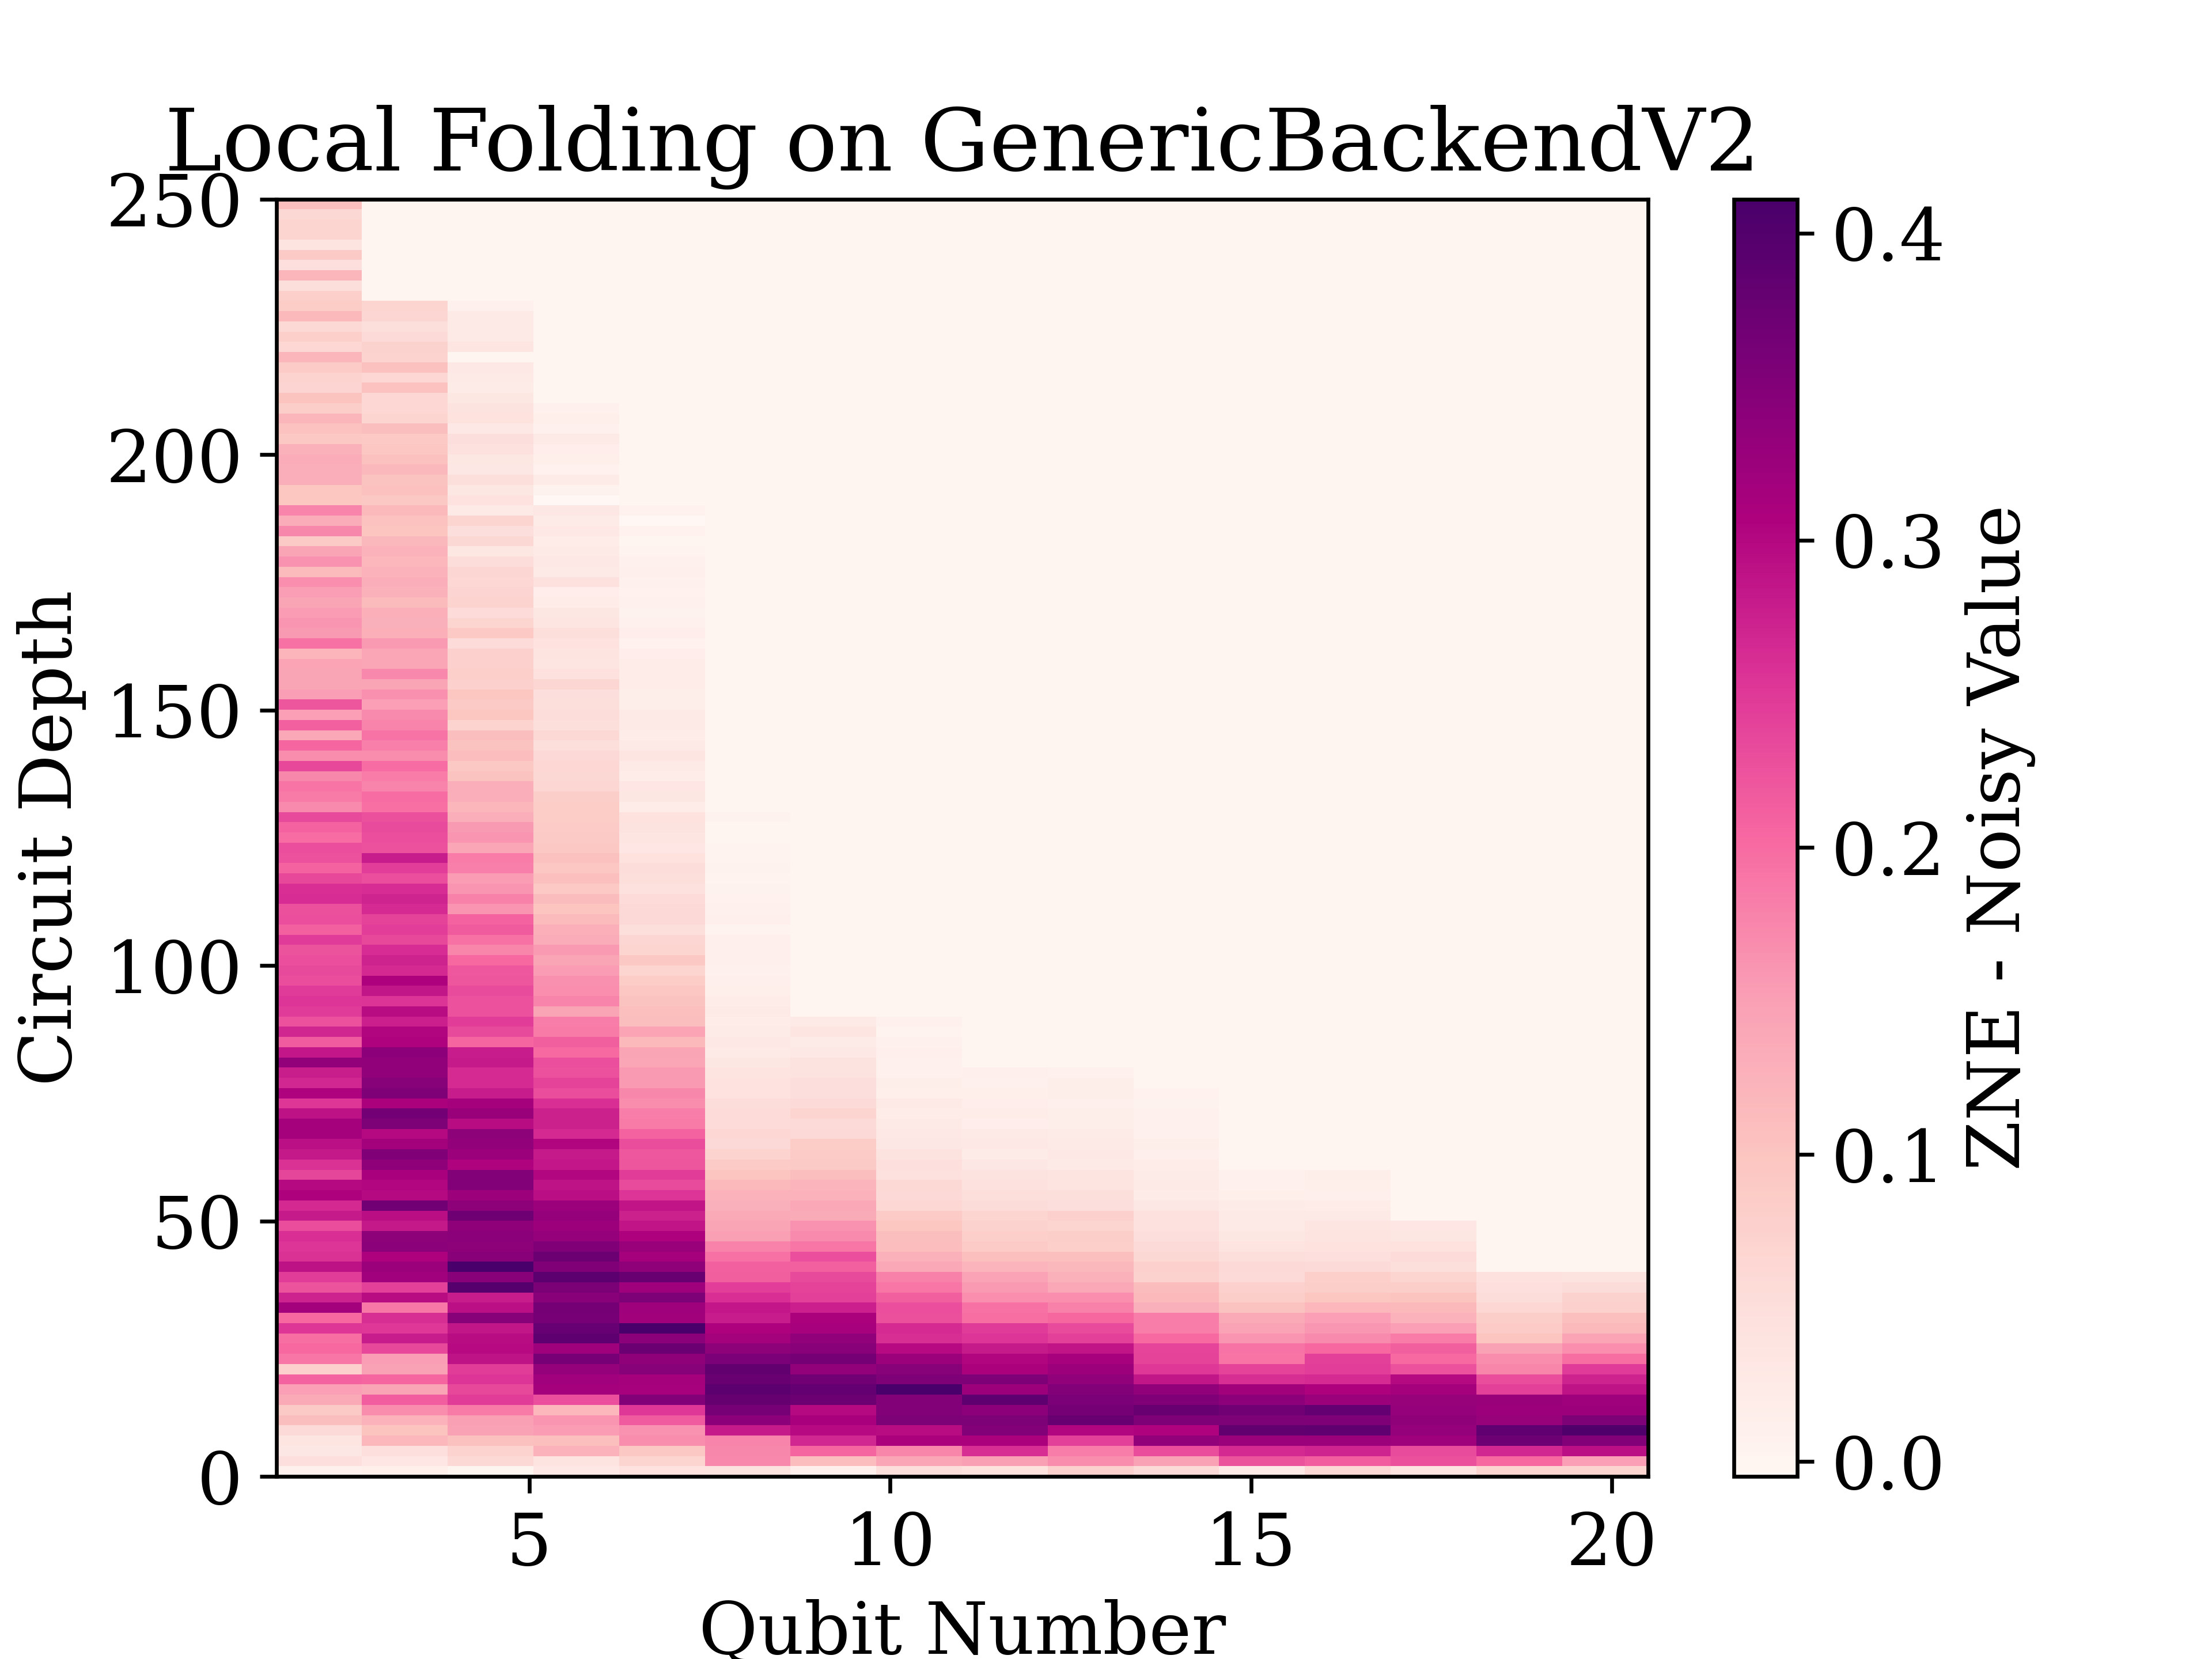 Local Folding on GenericBackendV2
250
200
150
100
50
0
Circuit Depth
5 10 15 20
Qubit Number
0.4
0.3
0.2
0.1
0.0
ZNE - Noisy Value